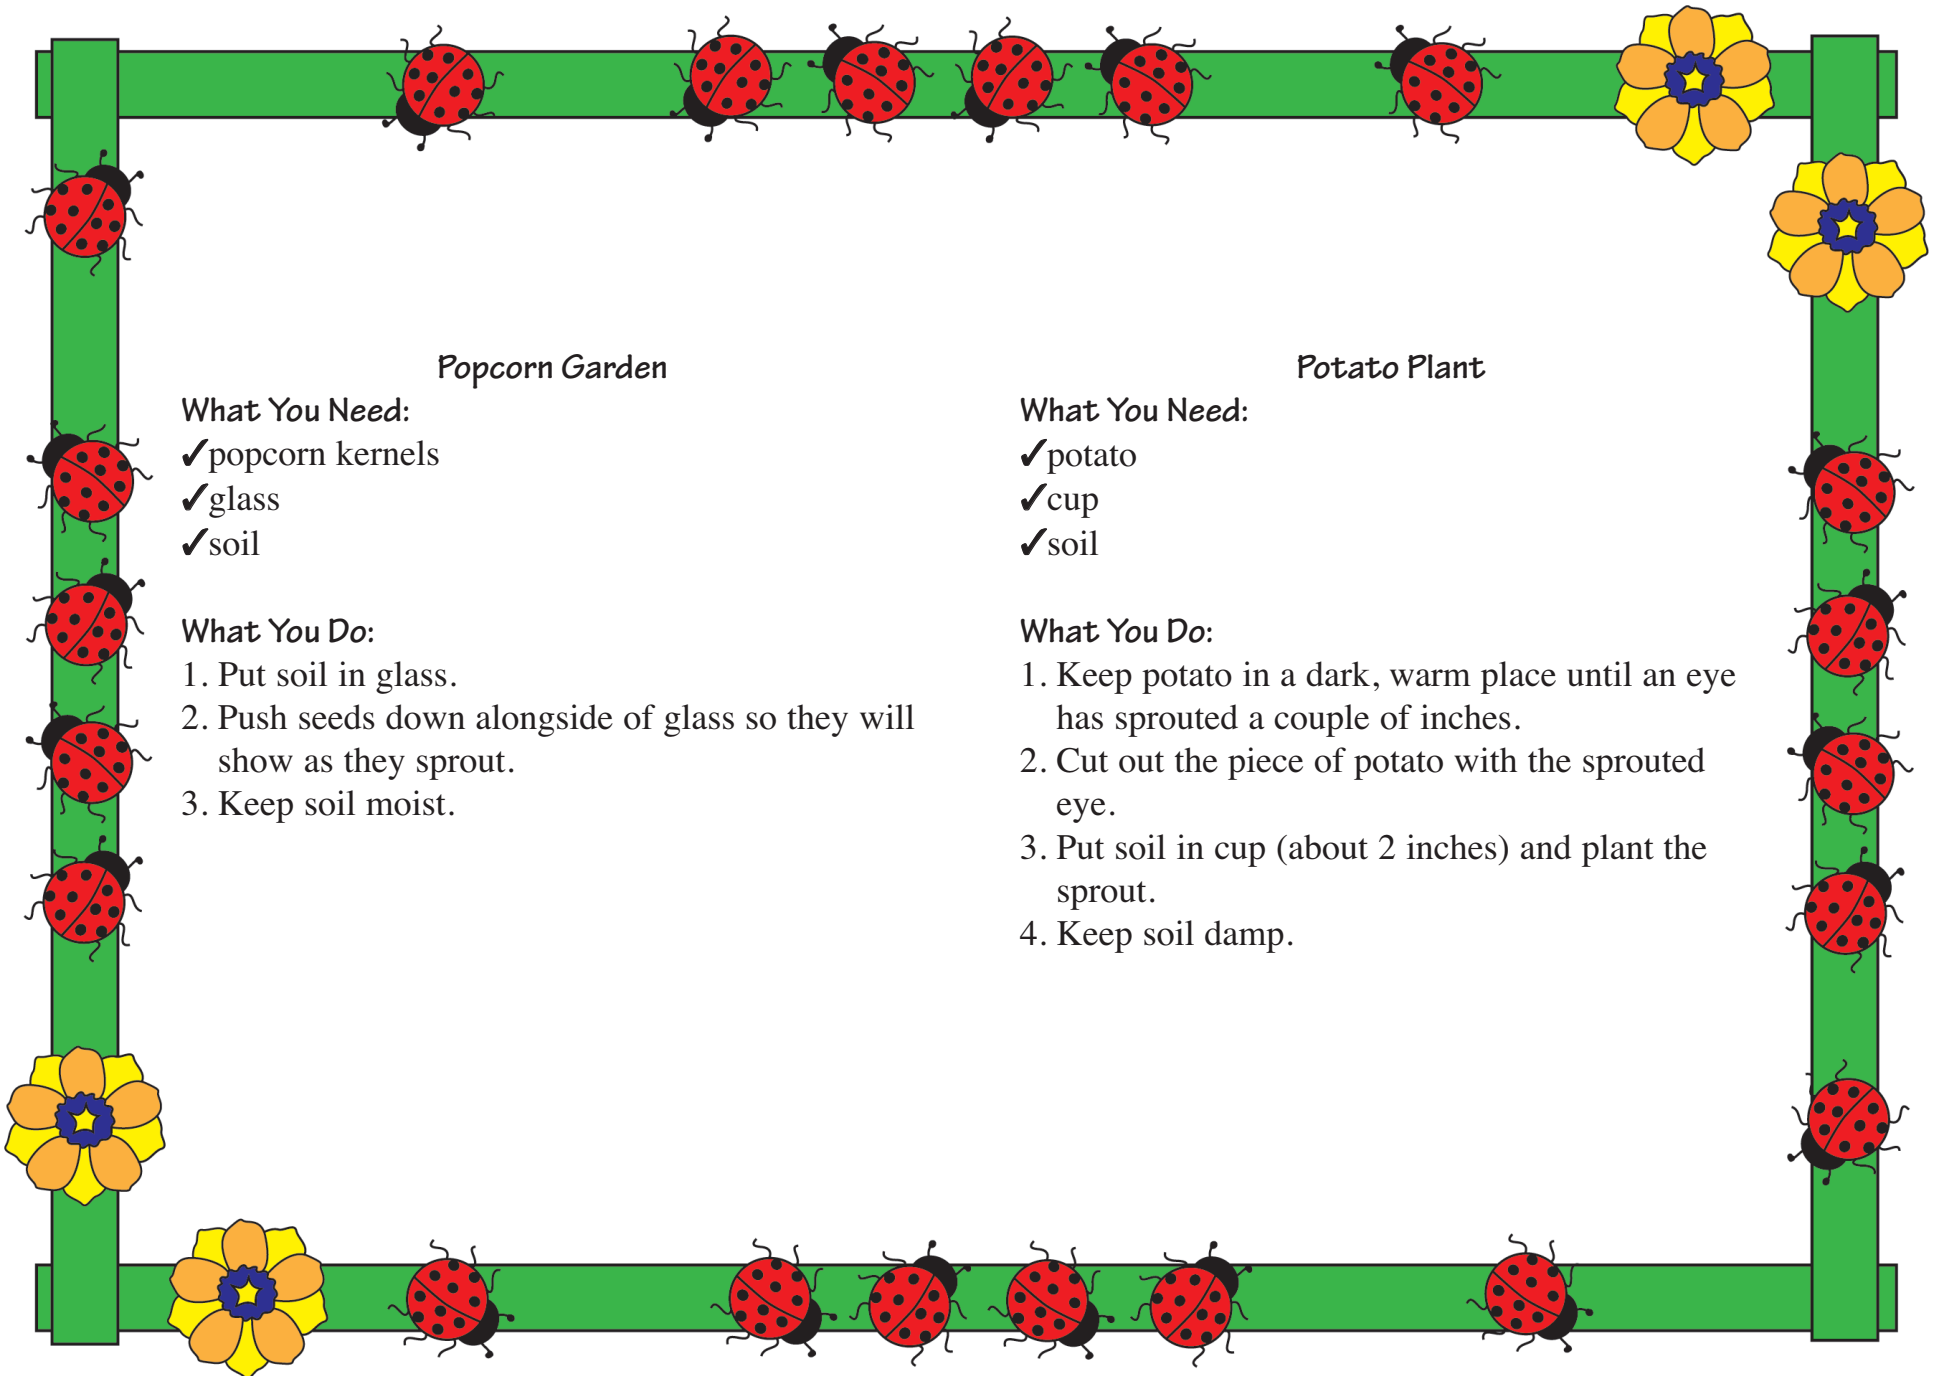 Popcorn Garden
What You Need:
✓popcorn kernels
✓glass
✓soil
What You Do:
1. Put soil in glass.
2. Push seeds down alongside of glass so they will
show as they sprout.
3. Keep soil moist.
Potato Plant
What You Need:
✓potato
✓cup
✓soil
What You Do:
1. Keep potato in a dark, warm place until an eye
has sprouted a couple of inches.
2. Cut out the piece of potato with the sprouted
eye.
3. Put soil in cup (about 2 inches) and plant the
sprout.
4. Keep soil damp.